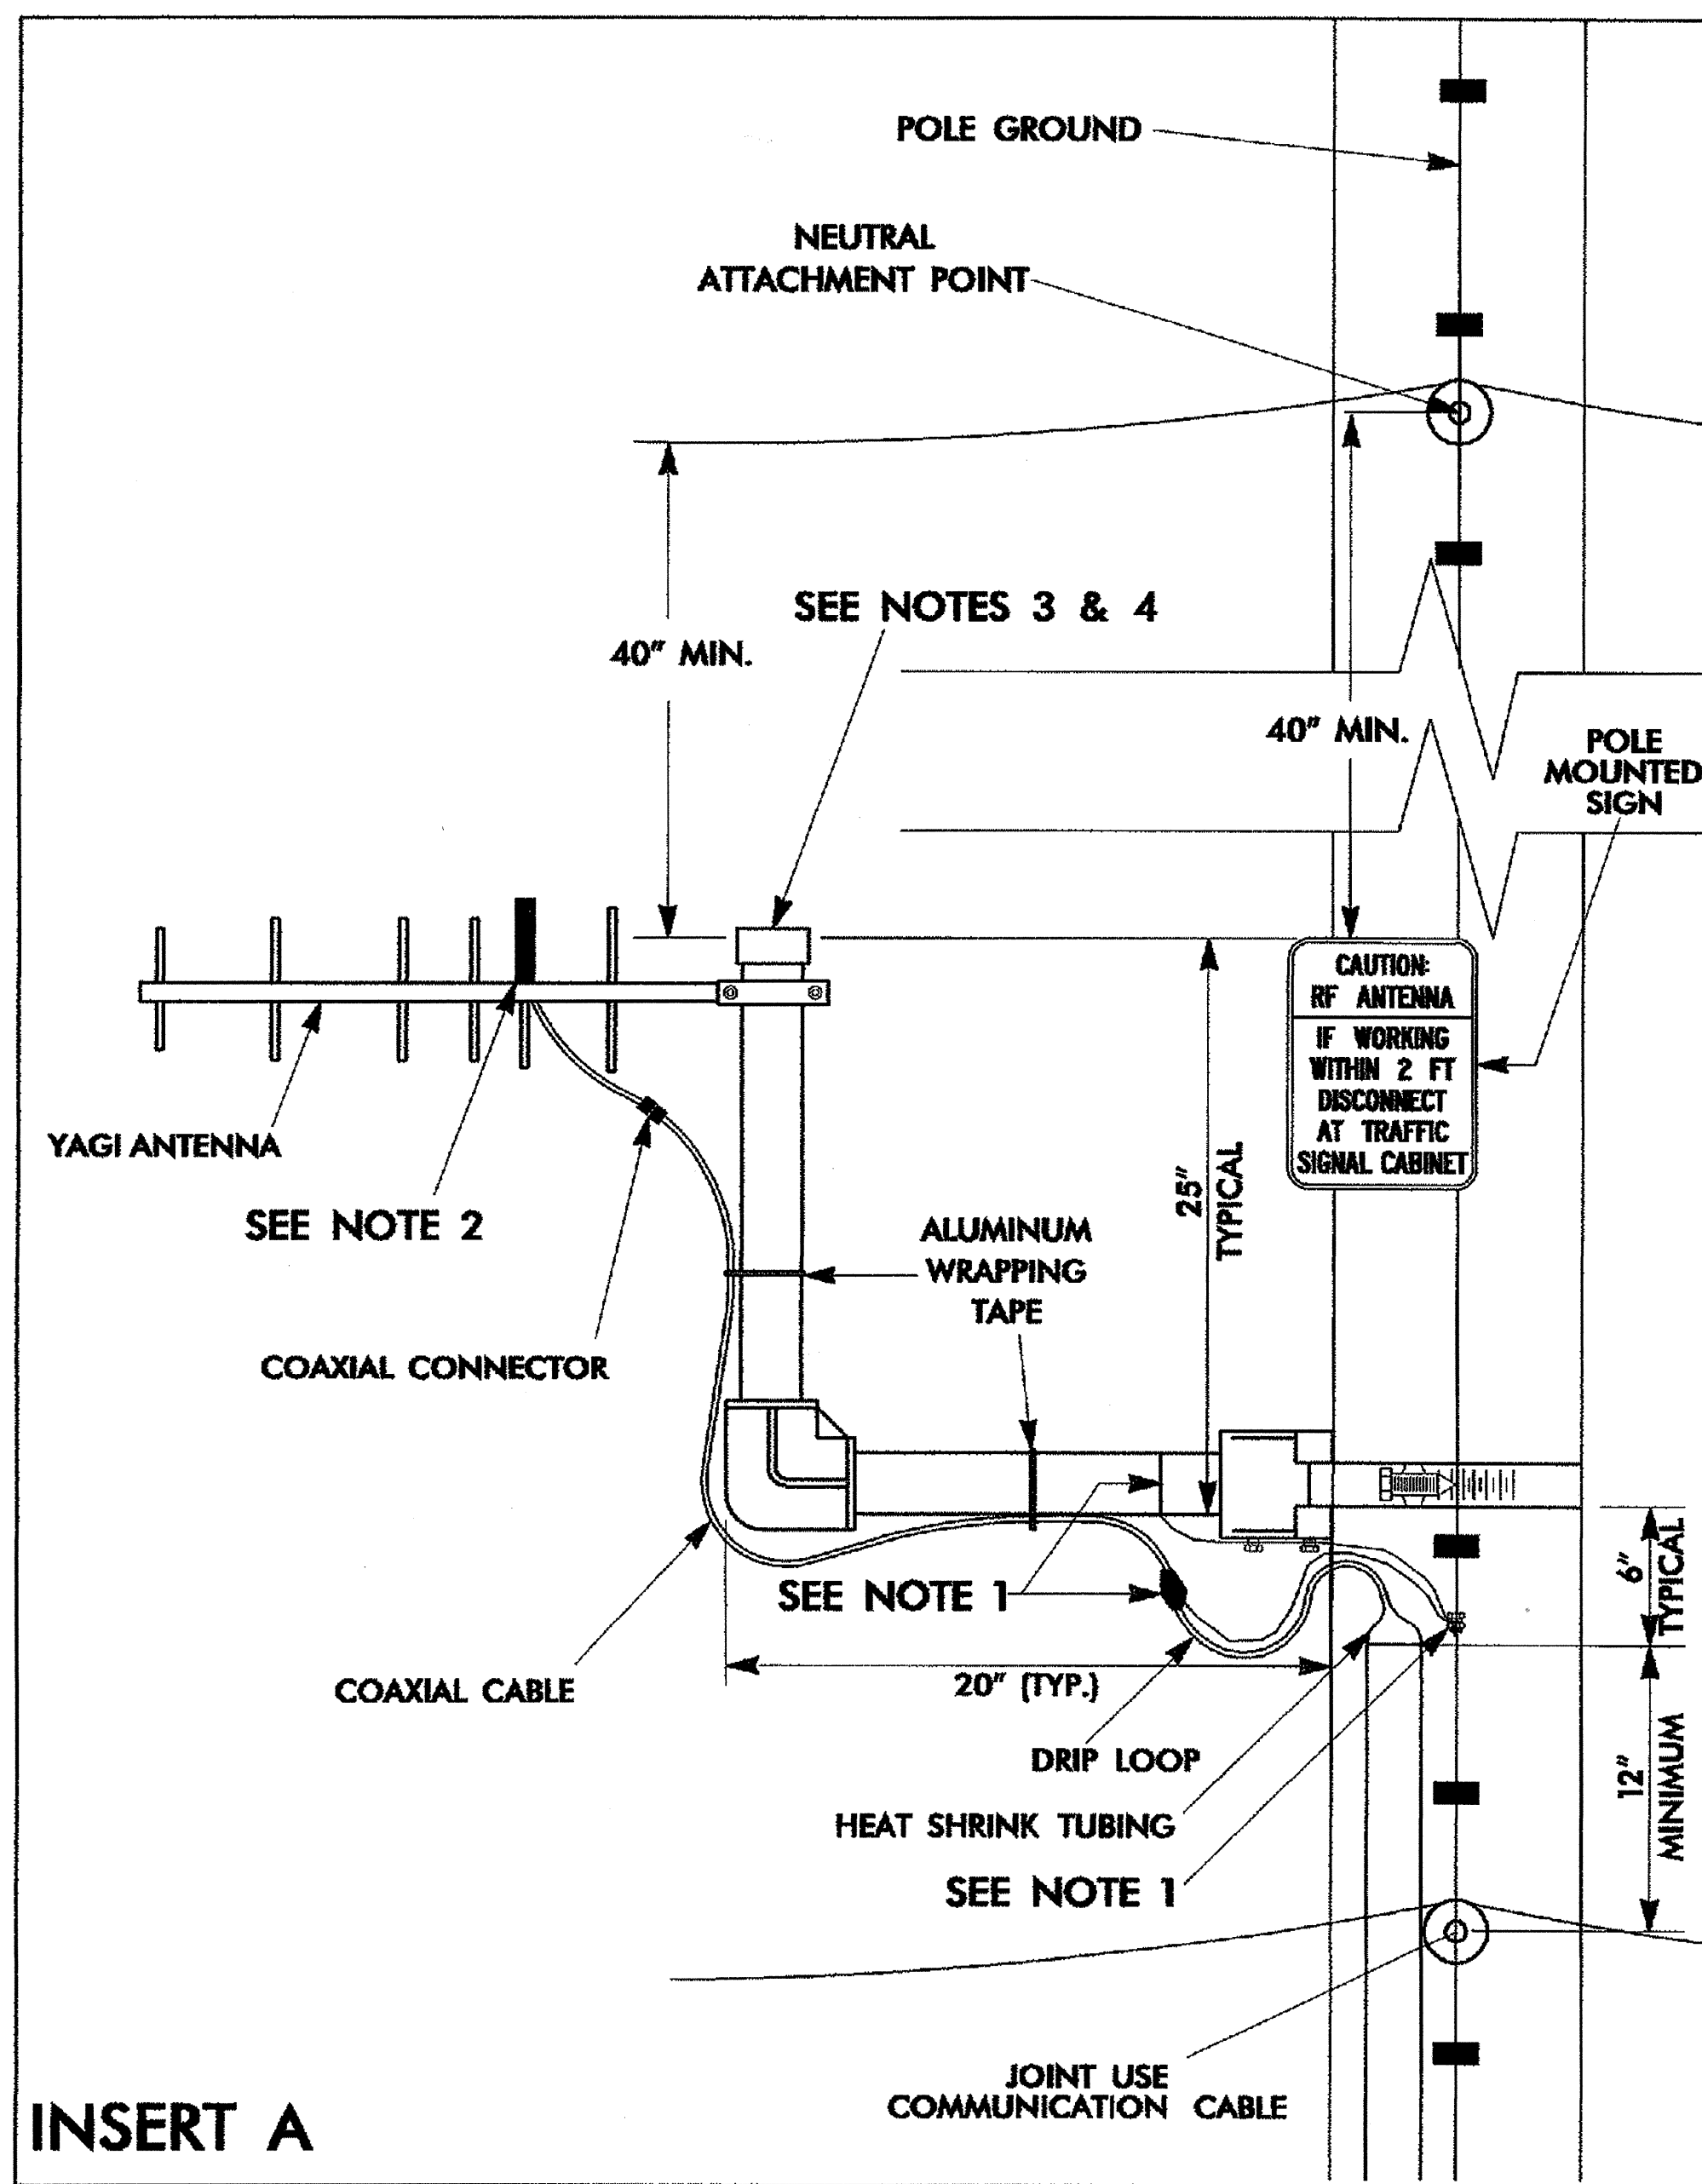 POLE GROUND
NEUTRAL
ATTACHMENT POINT
SEE NOTES 3 & 4
40" MIN.
40" MIN.
POLE
MOUNTED
SIGN
CAUTION:
RF ANTENNA
IF WORKING
WITHIN 2 FT
DISCONNECT
AT TRAFFIC
SIGNAL CABINET
YAGI ANTENNA
SEE NOTE 2
25"
TYPICAL
ALUMINUM
WRAPPING
TAPE
COAXIAL CONNECTOR
SEE NOTE 1
6"
TYPICAL
COAXIAL CABLE
20" (TYP.)
DRIP LOOP
12"
MINIMUM
HEAT SHRINK TUBING
SEE NOTE 1
JOINT USE
COMMUNICATION CABLE
INSERT A